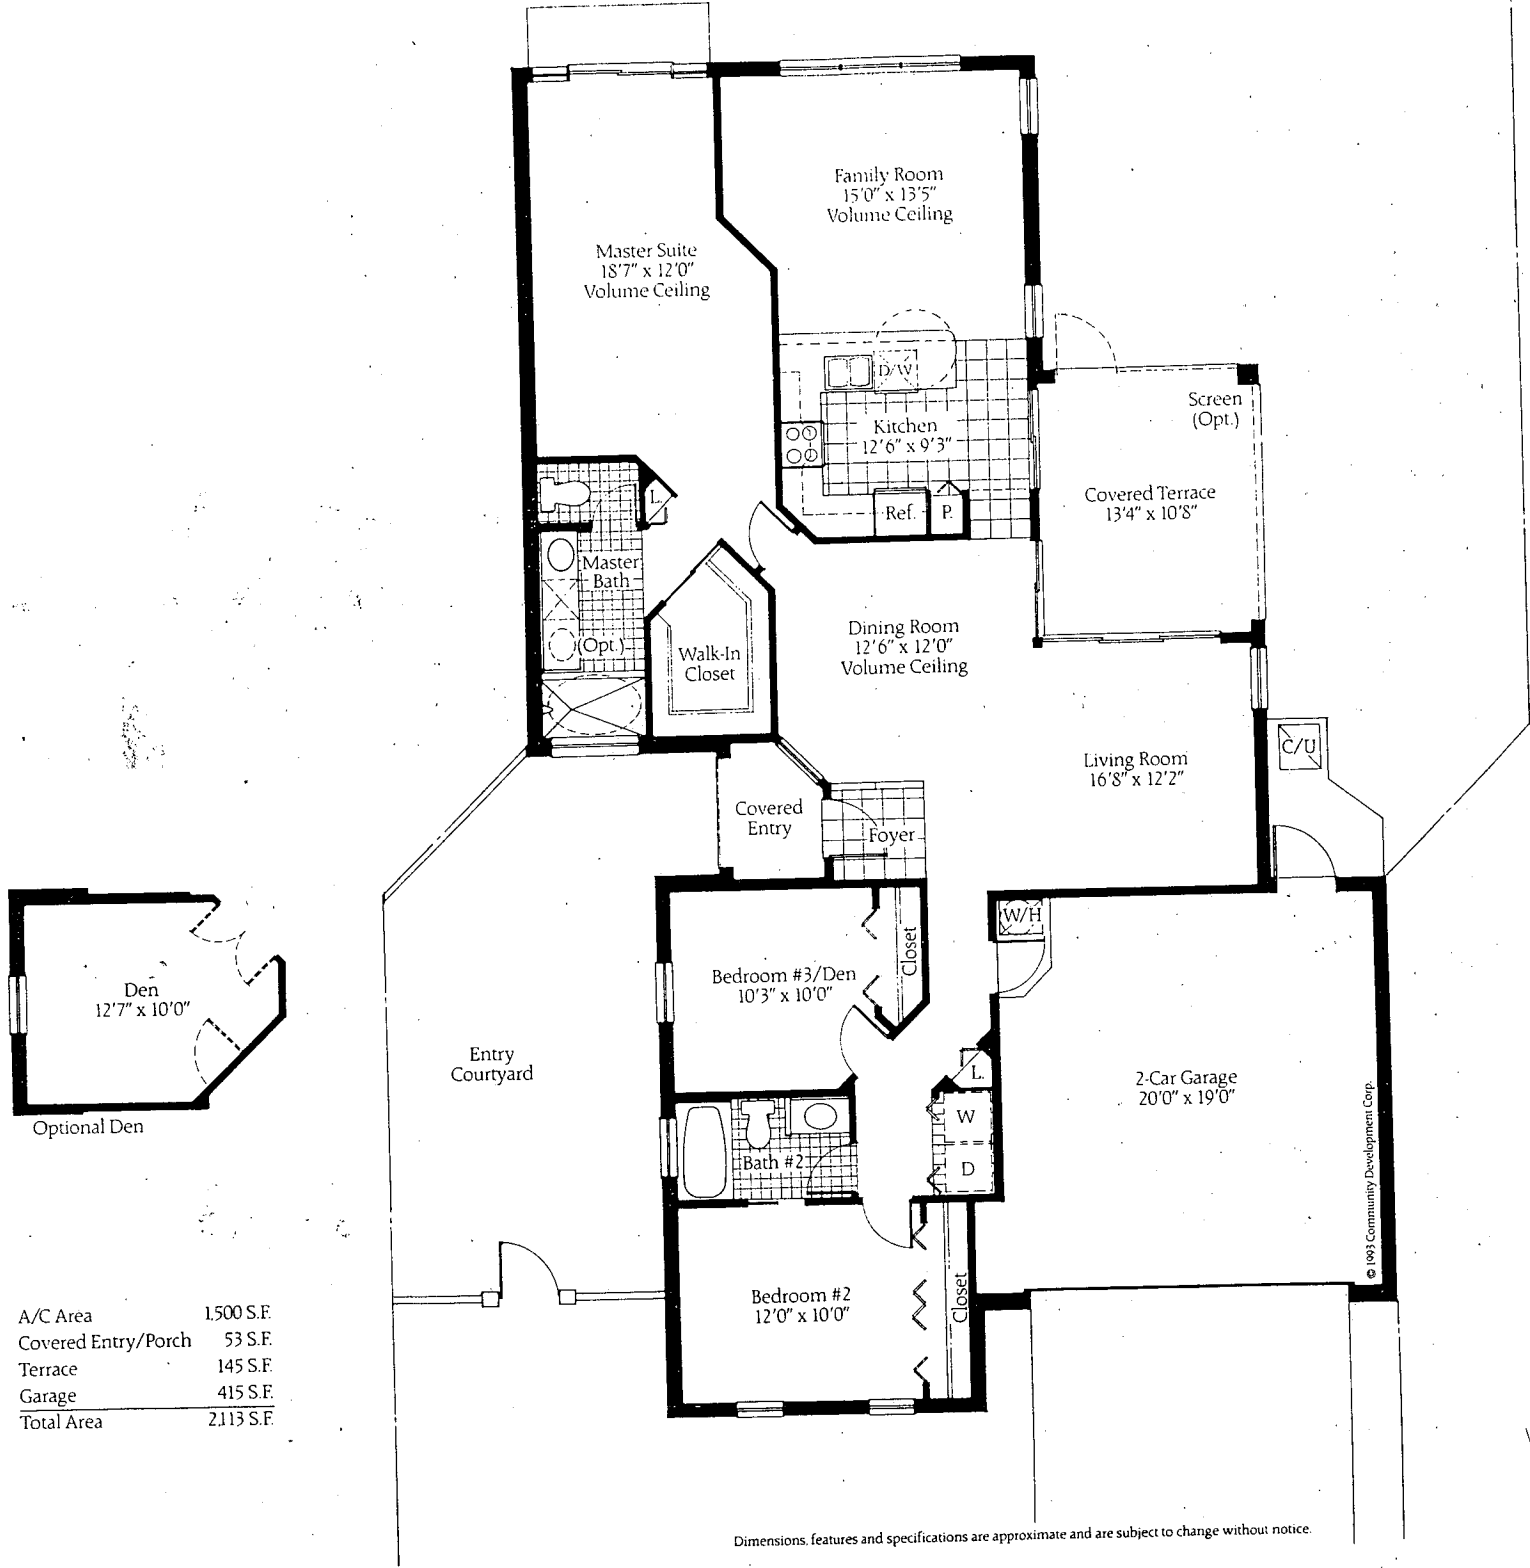 Family Room
15'0" x 13'5"
Volume Ceiling
Master Suite
18'7" x 12'0"
Volume Ceiling
D/W
Kitchen
12'6" x 9'3"
Screen
(Opt.)
Covered Terrace
13'4" x 10'8"
L.
Ref.
P.
Master
Bath
(Opt.)
Walk-In
Closet
Dining Room
12'6" x 12'0"
Volume Ceiling
C/U
Living Room
16'8" x 12'2"
Covered
Entry
Foyer
W/H
Closet
Bedroom #3/Den
10'3" x 10'0"
Den
12'7" x 10'0"
Optional Den
Entry
Courtyard
L.
2-Car Garage
20'0" x 19'0"
W
D
Bath #2
Bedroom #2
12'0" x 10'0"
Closet
© 1993 Community Development Corp.
A/C Area 1,500 S.F.
Covered Entry/Porch 53 S.F.
Terrace 145 S.F.
Garage 415 S.F.
Total Area 2,113 S.F.
Dimensions, features and specifications are approximate and are subject to change without notice.